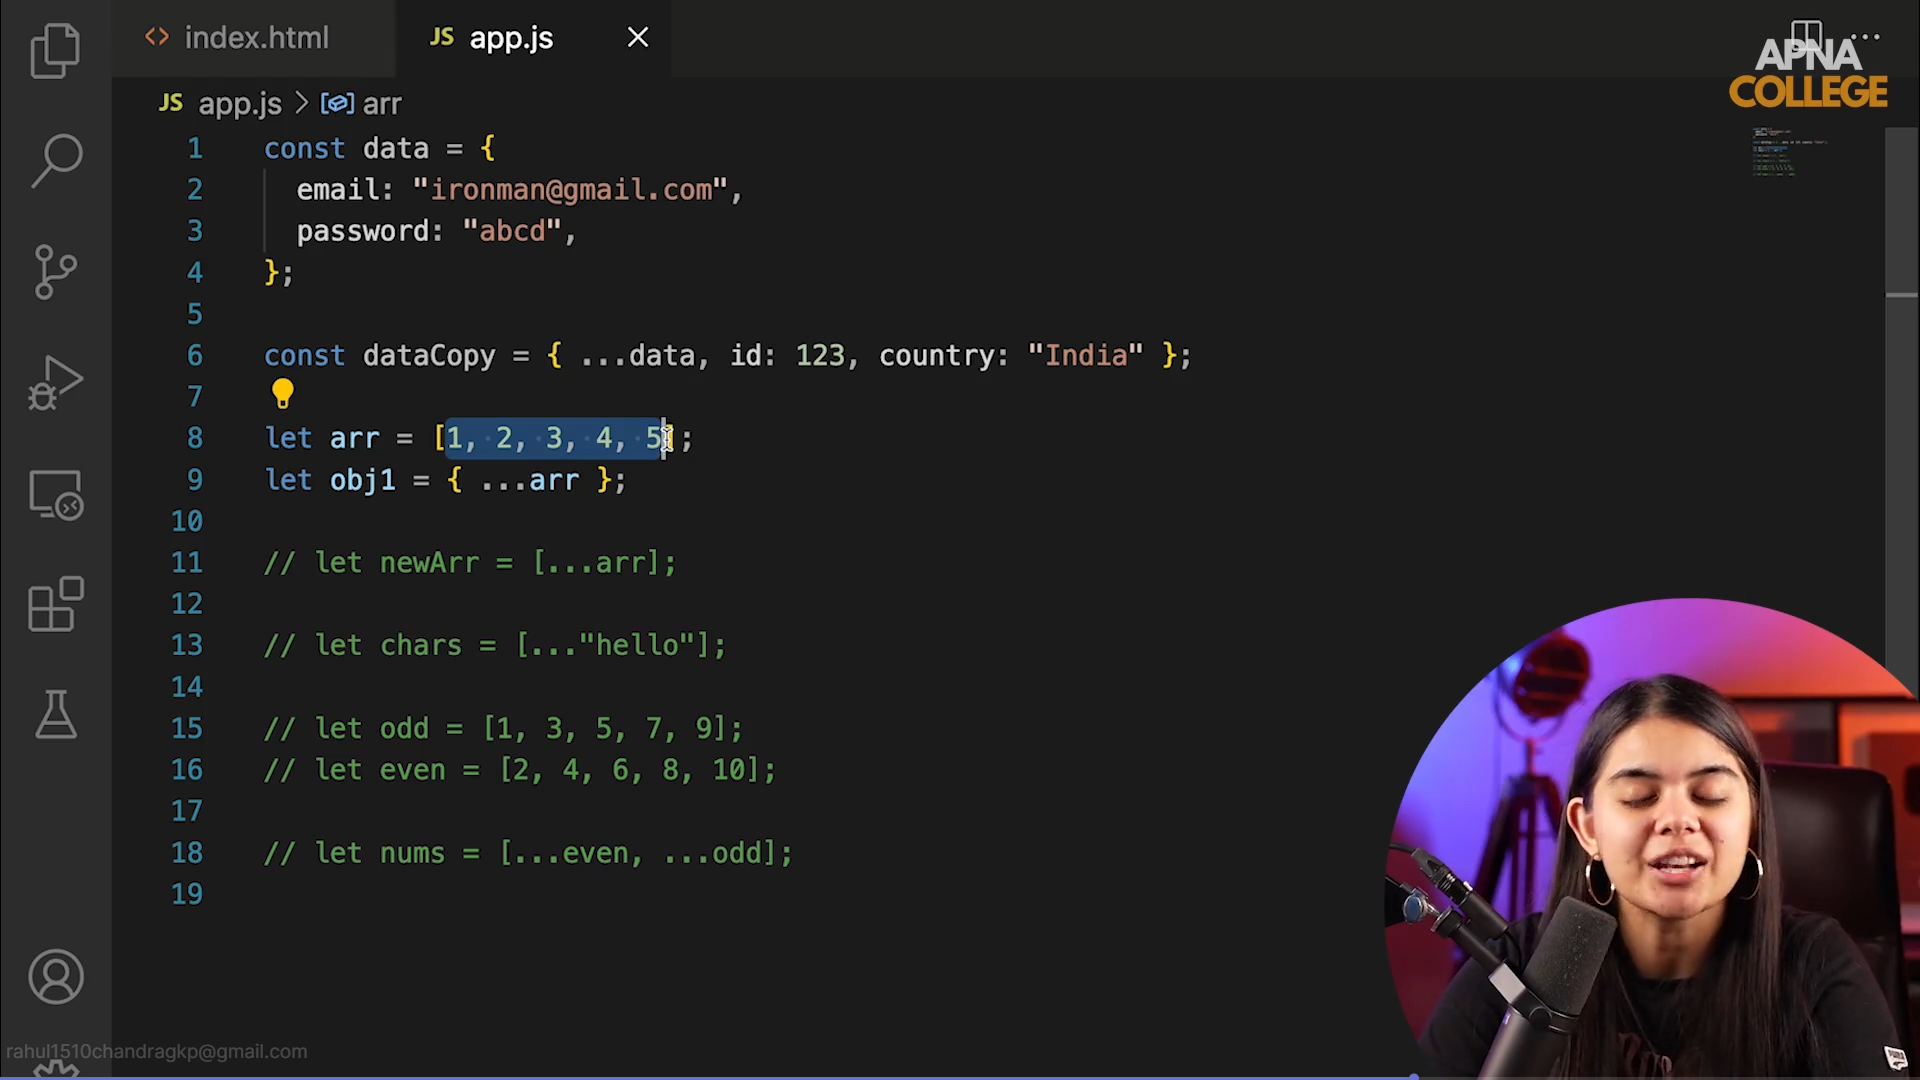 index.html
JS app.js
APNA
COLLEGE
JS app.js > arr
1 const data = {
2 email: "ironman@gmail.com",
3 password: "abcd",
4 };
5
6 const dataCopy = { ...data, id: 123, country: "India" };
7
8 let arr = [1, 2, 3, 4, 5];
9 let obj1 = { ...arr };
10
11 // let newArr = [...arr];
12
13 // let chars = [..."hello"];
14
15 // let odd = [1, 3, 5, 7, 9];
16 // let even = [2, 4, 6, 8, 10];
17
18 // let nums = [...even, ...odd];
19
rahul1510chandragkp@gmail.com